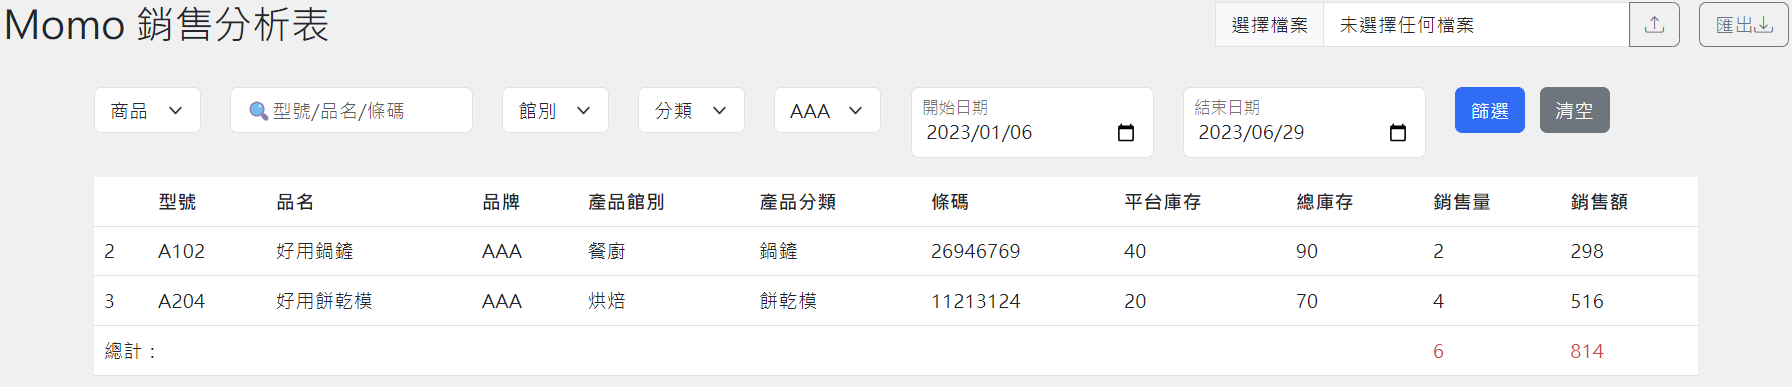 Momo 銷售分析表
選擇檔案 未選擇任何檔案 匯出
商品 型號/品名/條碼 館別 分類 AAA 開始日期 2023/01/06 結束日期 2023/06/29 篩選 清空
型號 品名 品牌 產品館別 產品分類 條碼 平台庫存 總庫存 銷售量 銷售額
2 A102 好用鍋鏟 AAA 餐廚 鍋鏟 26946769 40 90 2 298
3 A204 好用餅乾模 AAA 烘焙 餅乾模 11213124 20 70 4 516
總計： 6 814